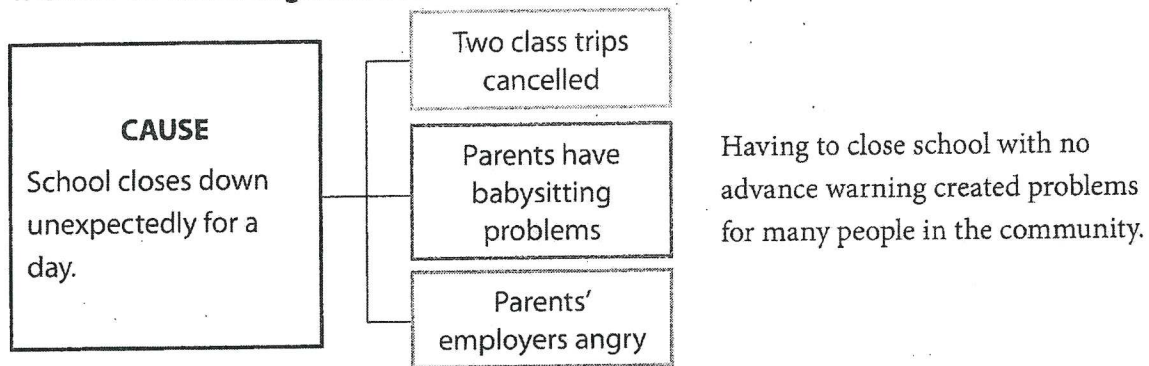 CAUSE
School closes down
unexpectedly for a
day.
Two class trips
cancelled
Parents have
babysitting
problems
Parents'
employers angry
Having to close school with no
advance warning created problems
for many people in the community.